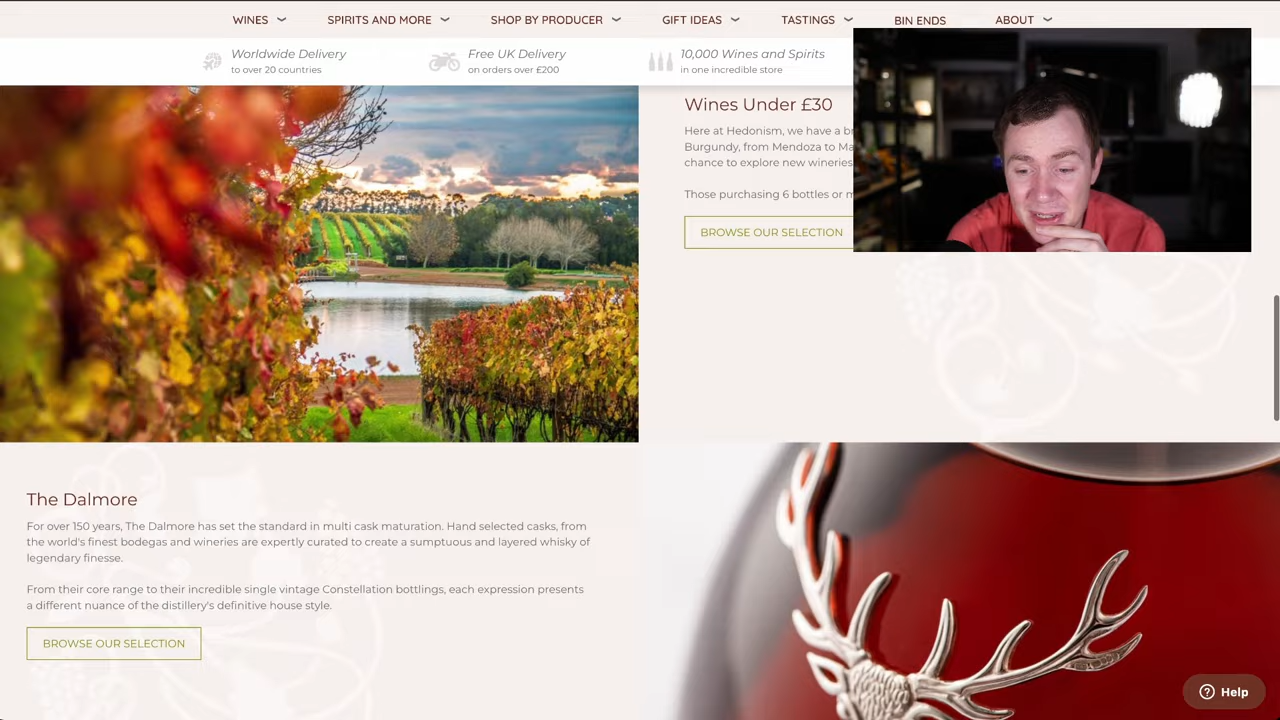 WINES SPIRITS AND MORE SHOP BY PRODUCER GIFT IDEAS TASTINGS BIN ENDS ABOUT
Worldwide Delivery
to over 20 countries
Free UK Delivery
on orders over £200
10,000 Wines and Spirits
in one incredible store
Wines Under £30
Here at Hedonism, we have a
Burgundy, from Mendoza to
chance to explore new wineries
Those purchasing 6 bottles or
BROWSE OUR SELECTION
The Dalmore
For over 150 years, The Dalmore has set the standard in multi cask maturation. Hand selected casks, from
the world's finest bodegas and wineries are expertly curated to create a sumptuous and layered whisky of
legendary finesse.
From their core range to their incredible single vintage Constellation bottlings, each expression presents
a different nuance of the distillery's definitive house style.
BROWSE OUR SELECTION
Help